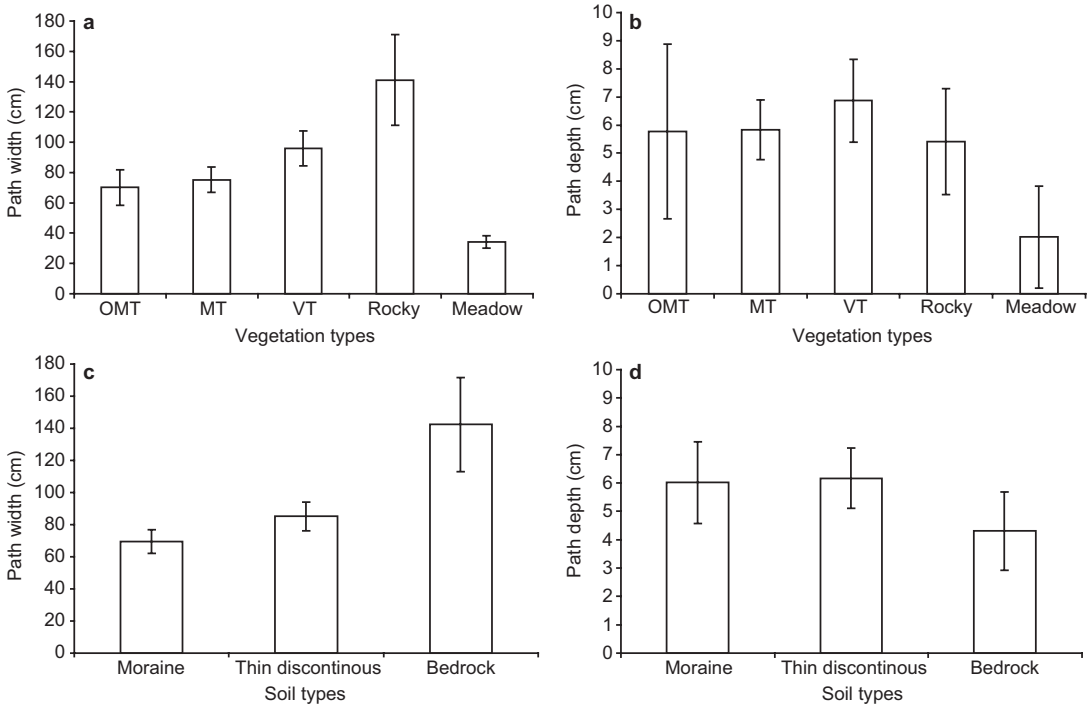 a
180
160
140
120
100
80
60
40
20
0
Path width (cm)
OMT MT VT Rocky Meadow
Vegetation types
b
10
9
8
7
6
5
4
3
2
1
0
Path depth (cm)
OMT MT VT Rocky Meadow
Vegetation types
c
180
160
140
120
100
80
60
40
20
0
Path width (cm)
Moraine Thin discontinous Bedrock
Soil types
d
10
9
8
7
6
5
4
3
2
1
0
Path depth (cm)
Moraine Thin discontinous Bedrock
Soil types